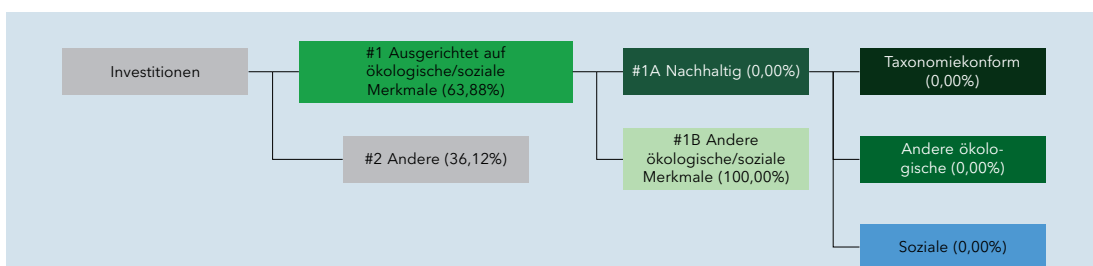 Investitionen
#1 Ausgerichtet auf
ökologische/soziale
Merkmale (63,88%)
#2 Andere (36,12%)
#1A Nachhaltig (0,00%)
#1B Andere
ökologische/soziale
Merkmale (100,00%)
Taxonomiekonform
(0,00%)
Andere ökolo-
gische (0,00%)
Soziale (0,00%)